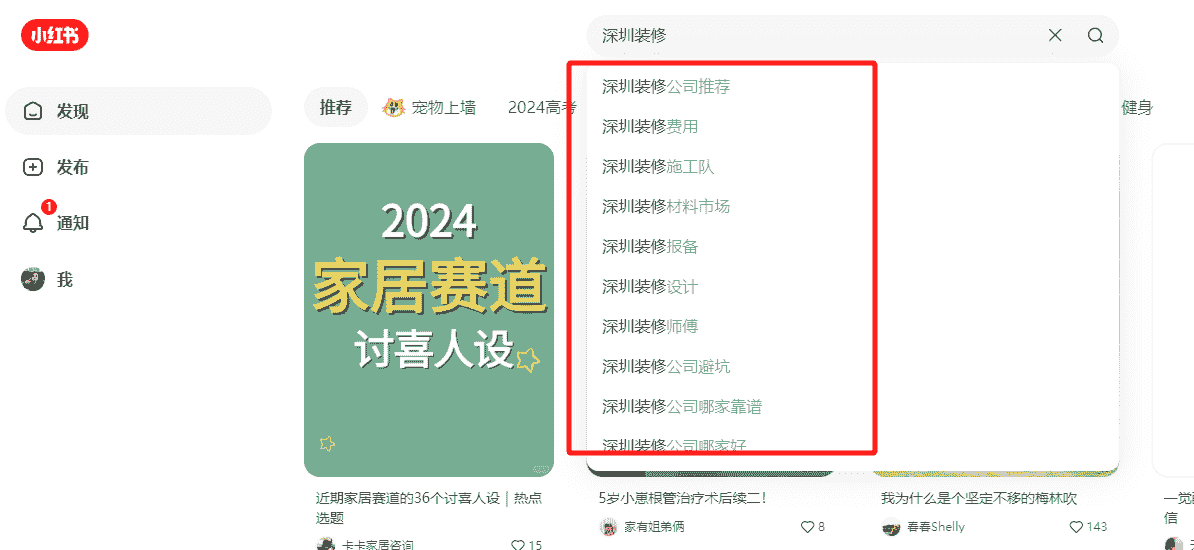 小红书
深圳装修
发现
发布
1
通知
我
推荐
宠物上墙
2024高考
健身
深圳装修公司推荐
深圳装修费用
深圳装修施工队
深圳装修材料市场
深圳装修报备
深圳装修设计
深圳装修师傅
深圳装修公司避坑
深圳装修公司哪家靠谱
深圳装修公司哪家好
2024
家居赛道
讨喜人设
近期家居赛道的36个讨喜人设｜热点
选题
卡卡家居咨询
15
5岁小患根管治疗术后续二！
家有姐弟俩
8
我为什么是个坚定不移的梅林吹
春春Shelly
143
一觉
信